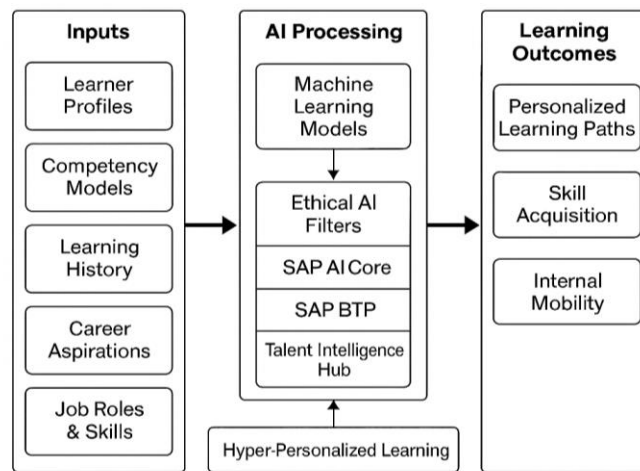 Inputs
Learner
Profiles
Competency
Models
Learning
History
Career
Aspirations
Job Roles
& Skills
AI Processing
Machine
Learning
Models
Ethical AI
Filters
SAP AI Core
SAP BTP
Talent Intelligence
Hub
Hyper-Personalized Learning
Learning
Outcomes
Personalized
Learning Paths
Skill
Acquisition
Internal
Mobility